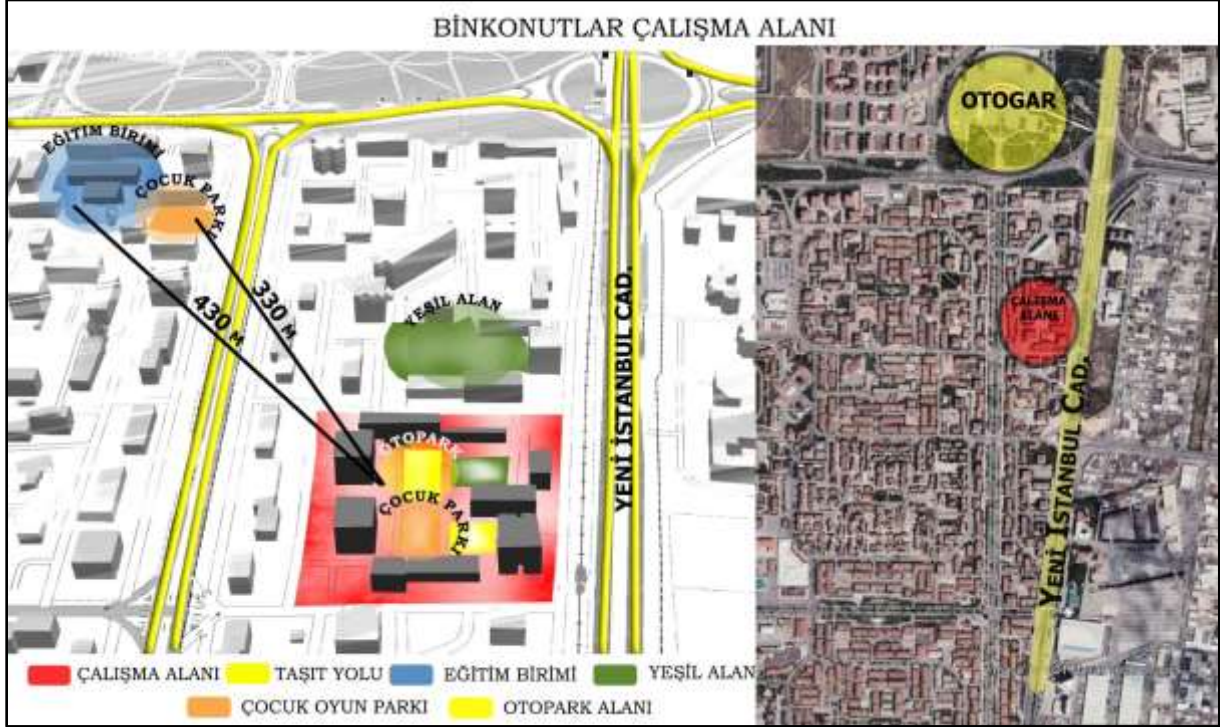 BİNKONUTLAR ÇALIŞMA ALANI
EĞİTİM BİRİMİ
ÇOCUK PARKI
330 M
430 M
YEŞİL ALAN
OTOPARK
ÇOCUK PARKI
YENİ İSTANBUL CAD.
OTOGAR
ÇALIŞMA
ALANI
YENİ İSTANBUL CAD.
ÇALIŞMA ALANI TAŞIT YOLU EĞİTİM BİRİMİ YEŞİL ALAN
ÇOCUK OYUN PARKI OTOPARK ALANI